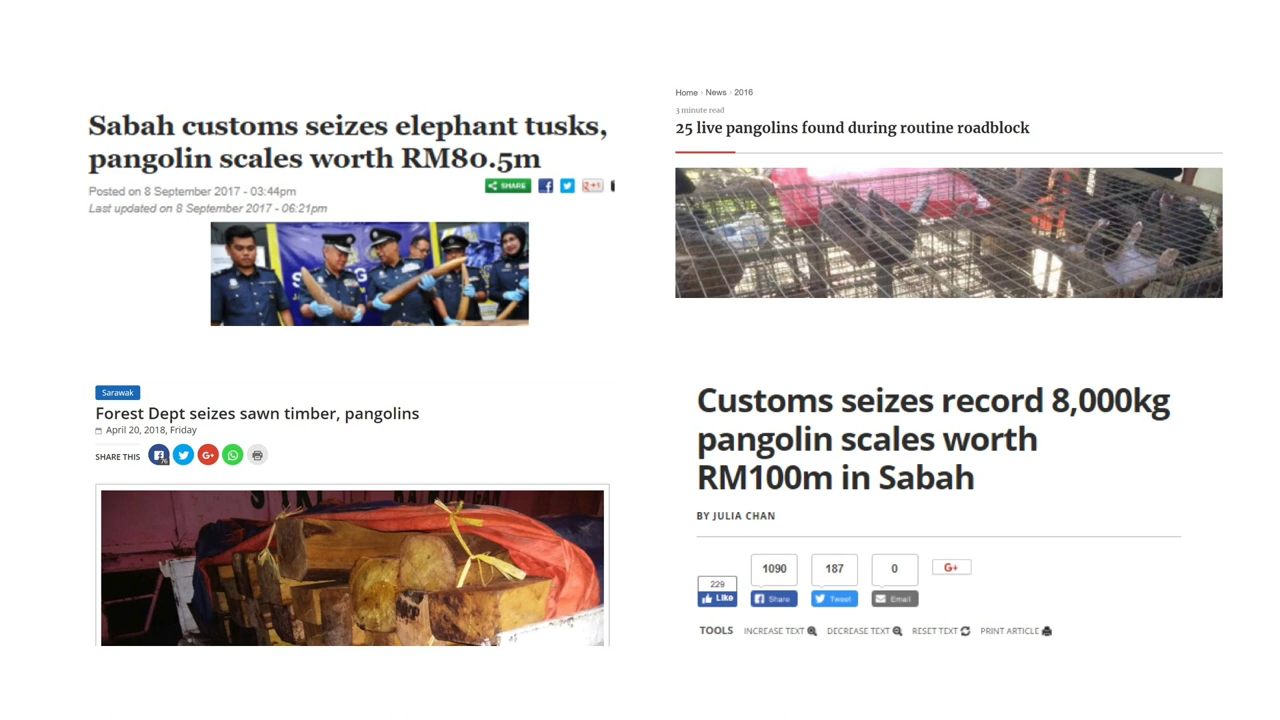 Sabah customs seizes elephant tusks,
pangolin scales worth RM80.5m
Posted on 8 September 2017 - 03:44pm
SHARE
+1
Last updated on 8 September 2017 - 06:21pm
Home › News › 2016
3 minute read
25 live pangolins found during routine roadblock
Sarawak
Forest Dept seizes sawn timber, pangolins
April 20, 2018, Friday
SHARE THIS
G+
Customs seizes record 8,000kg
pangolin scales worth
RM100m in Sabah
BY JULIA CHAN
229 1090 187 0 G+
Like Share Tweet Email
TOOLS INCREASE TEXT DECREASE TEXT RESET TEXT PRINT ARTICLE